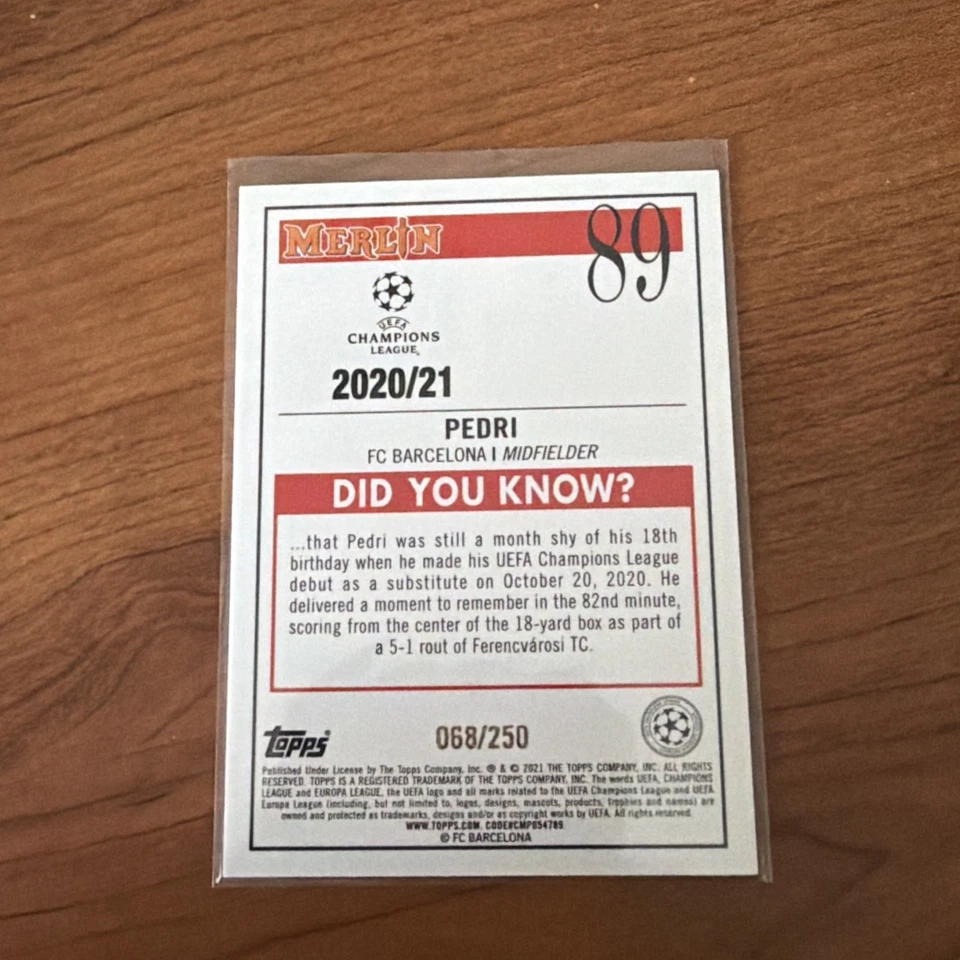 MERLIN
89
UEFA
CHAMPIONS
LEAGUE
2020/21
PEDRI
FC BARCELONA | MIDFIELDER
DID YOU KNOW?
...that Pedri was still a month shy of his 18th
birthday when he made his UEFA Champions League
debut as a substitute on October 20, 2020. He
delivered a moment to remember in the 82nd minute,
scoring from the center of the 18-yard box as part of
a 5-1 rout of Ferencvárosi TC.
Topps
068/250
Published Under License by The Topps Company, Inc. ® & © 2021 THE TOPPS COMPANY, INC. ALL RIGHTS
RESERVED. TOPPS IS A REGISTERED TRADEMARK OF THE TOPPS COMPANY, INC. The words UEFA, CHAMPIONS
LEAGUE and EUROPA LEAGUE, the UEFA logo and all marks related to the UEFA Champions League and UEFA
Europa League (including, but not limited to, logos, designs, mascots, products, trophies and names) are
owned and protected as trademarks, designs and/or as copyright works by UEFA. All rights reserved.
WWW.TOPPS.COM. CODE#CMP054789
© FC BARCELONA